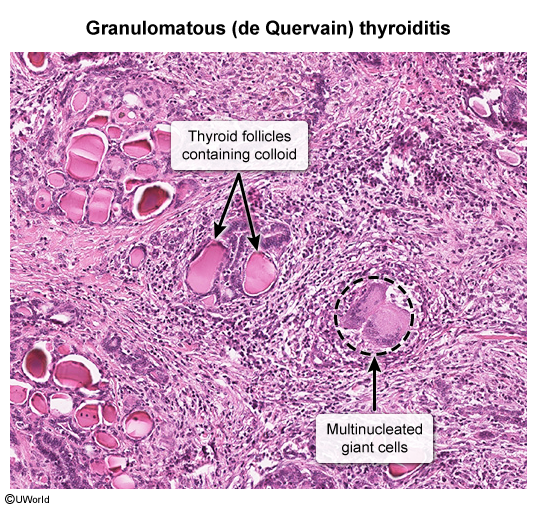 Granulomatous (de Quervain) thyroiditis
Thyroid follicles
containing colloid
Multinucleated
giant cells
©UWorld